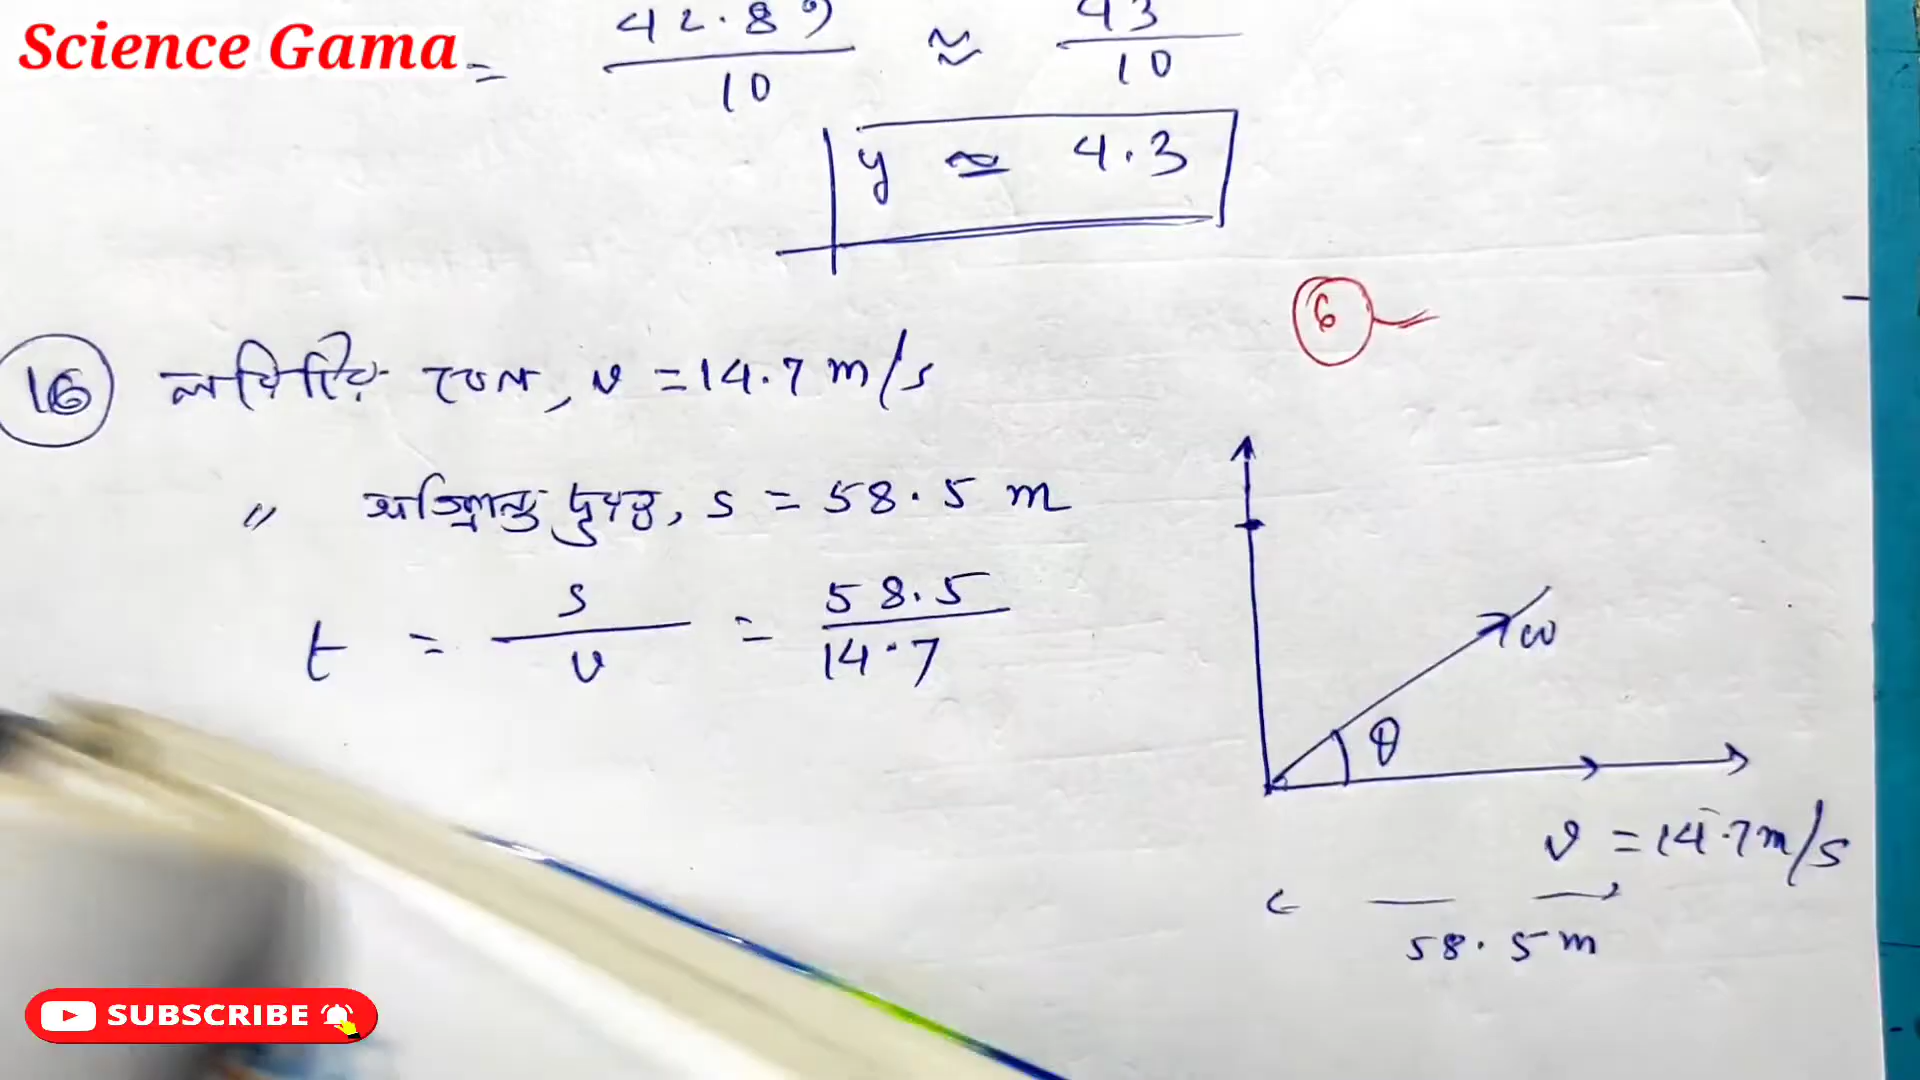 Science Gama
= 42.89 / 10 ≈ 43 / 10
y ≃ 4.3
6
16 লরিটির বেগ, v = 14.7 m/s
" অতিক্রান্ত দূরত্ব, s = 58.5 m
t = s / v = 58.5 / 14.7
ω
θ
v = 14.7 m/s
58.5 m
SUBSCRIBE